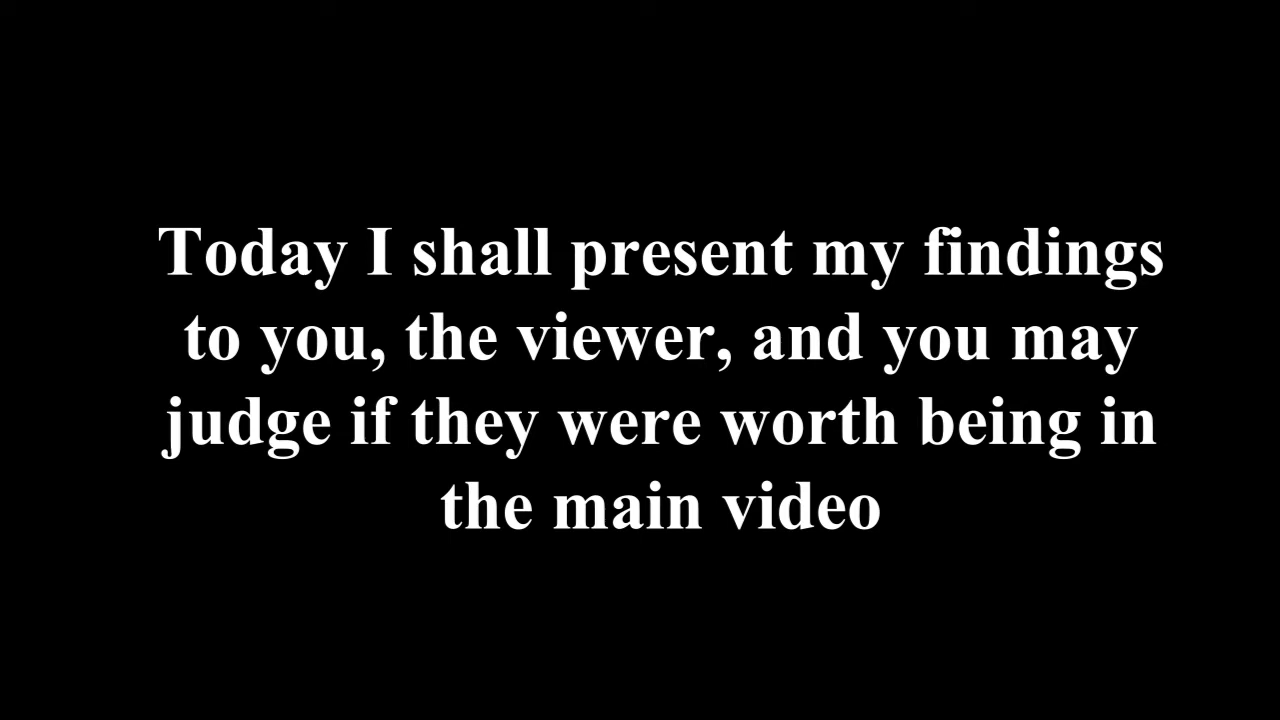 Today I shall present my findings
to you, the viewer, and you may
judge if they were worth being in
the main video